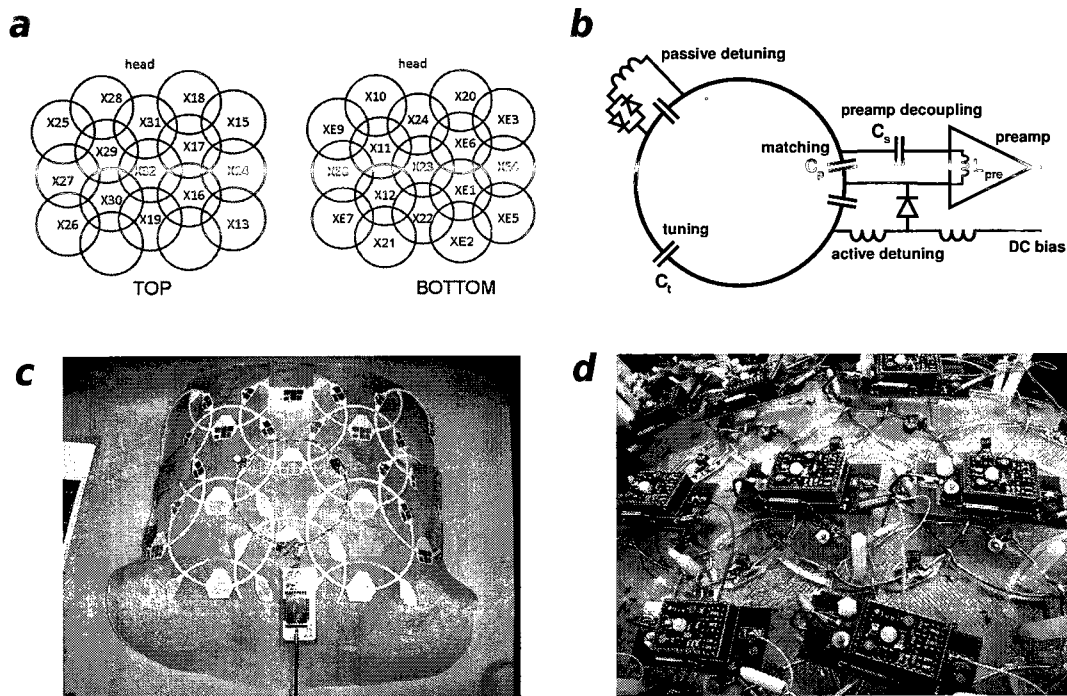 a
head
X28 X18
X25 X31 X15
X29 X17
X27
X30 X16
X26 X19 X13
TOP
head
X10 X20
XE9 X24 XE3
X11 XE6
X23
X12 XE1
XE7 X22 XE5
X21 XE2
BOTTOM
b
passive detuning
preamp decoupling
Cs
preamp
matching
Cp
Lpre
tuning
Ct
active detuning
DC bias
c
d